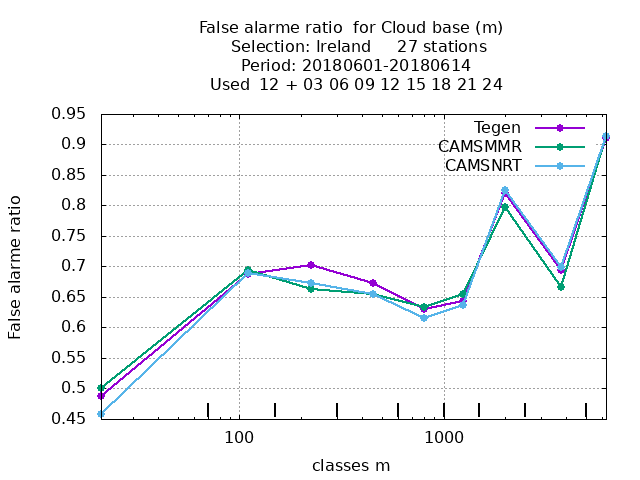 False alarme ratio  for Cloud base (m)
Selection: Ireland     27 stations
Period: 20180601-20180614
Used  12 + 03 06 09 12 15 18 21 24
Tegen
CAMSMMR
CAMSNRT
False alarme ratio
0.95
0.9
0.85
0.8
0.75
0.7
0.65
0.6
0.55
0.5
0.45
100
1000
classes m